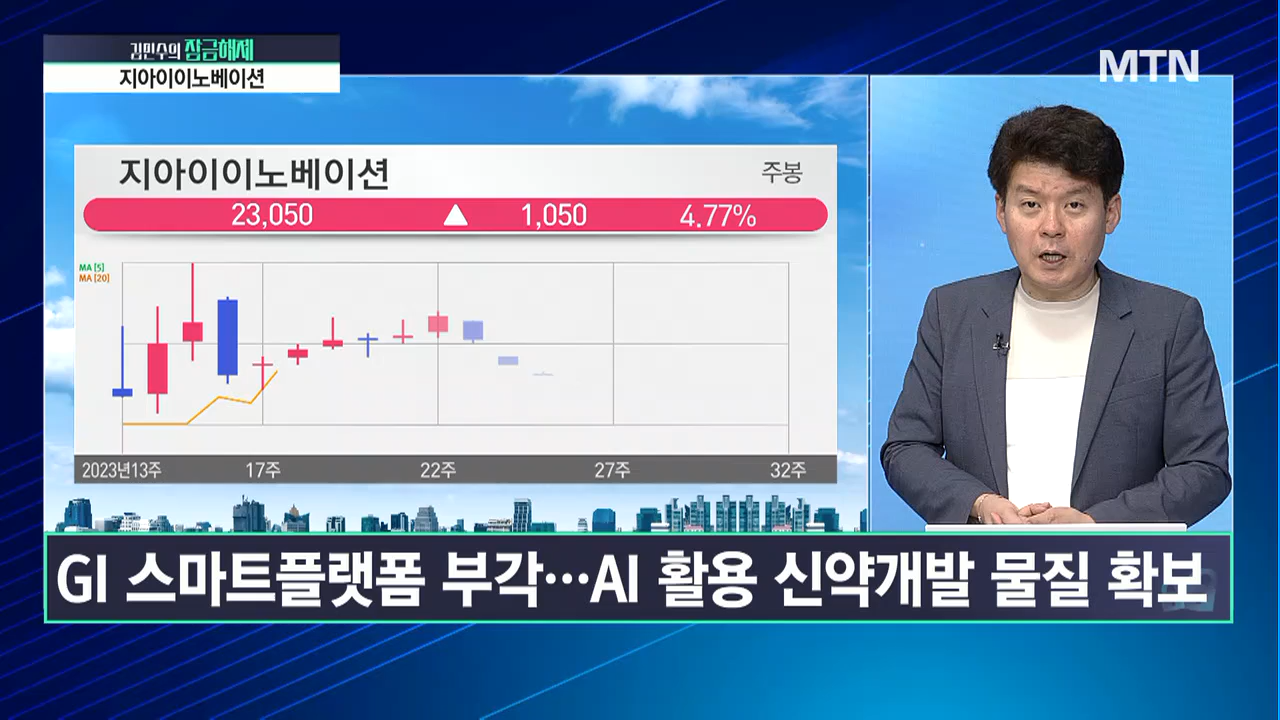 김민수의 잠금해제
지아이이노베이션
MTN
지아이이노베이션
주봉
23,050 ▲ 1,050 4.77%
MA [5]
MA [20]
2023년13주 17주 22주 27주 32주
GI 스마트플랫폼 부각…AI 활용 신약개발 물질 확보